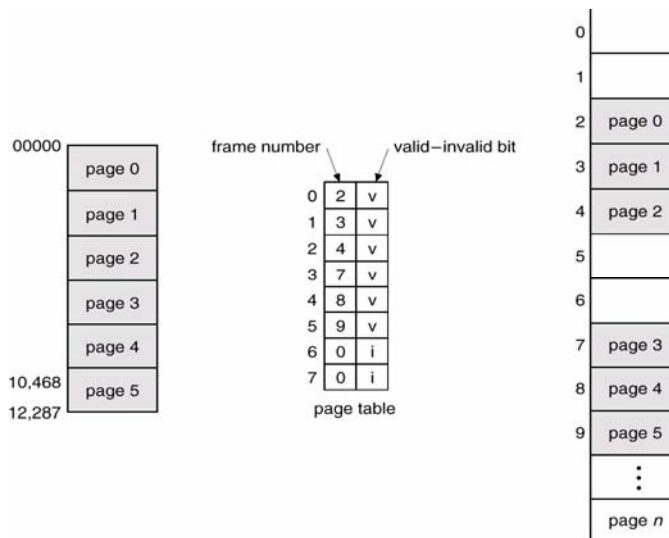 00000
page 0
page 1
page 2
page 3
page 4
10,468
page 5
12,287
frame number
valid–invalid bit
0 2 v
1 3 v
2 4 v
3 7 v
4 8 v
5 9 v
6 0 i
7 0 i
page table
0
1
2 page 0
3 page 1
4 page 2
5
6
7 page 3
8 page 4
9 page 5
⋮
page n